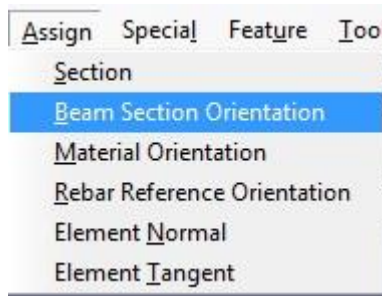 Assign Special Feature Too
Section
Beam Section Orientation
Material Orientation
Rebar Reference Orientation
Element Normal
Element Tangent